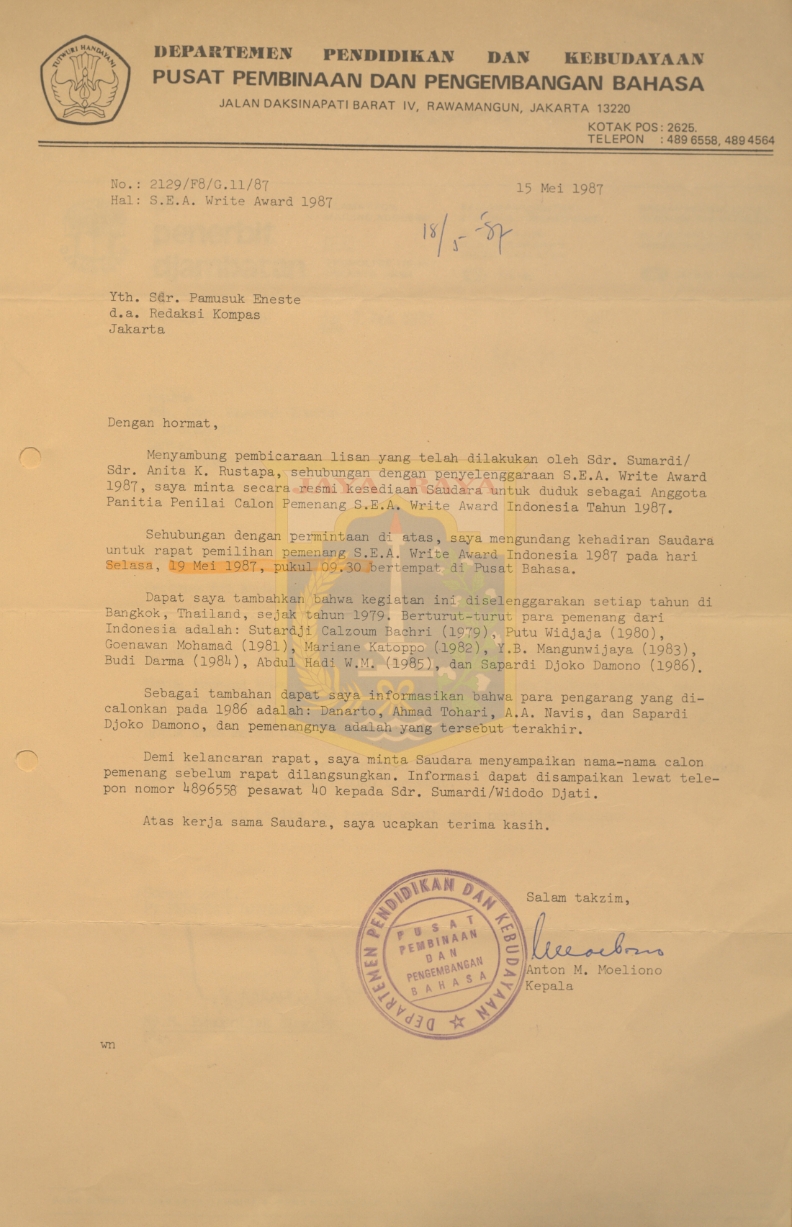 TUTWURI HANDAYANI
DEPARTEMEN PENDIDIKAN DAN KEBUDAYAAN
PUSAT PEMBINAAN DAN PENGEMBANGAN BAHASA
JALAN DAKSINAPATI BARAT IV, RAWAMANGUN, JAKARTA 13220
KOTAK POS : 2625.
TELEPON : 489 6558, 489 4564
No.: 2129/F8/G.11/87
15 Mei 1987
Hal: S.E.A. Write Award 1987
18/5-'87
Yth. Sdr. Pamusuk Eneste
d.a. Redaksi Kompas
Jakarta
Dengan hormat,
Menyambung pembicaraan lisan yang telah dilakukan oleh Sdr. Sumardi/
Sdr. Anita K. Rustapa, sehubungan dengan penyelenggaraan S.E.A. Write Award
1987, saya minta secara resmi kesediaan Saudara untuk duduk sebagai Anggota
Panitia Penilai Calon Pemenang S.E.A. Write Award Indonesia Tahun 1987.
Sehubungan dengan permintaan di atas, saya mengundang kehadiran Saudara
untuk rapat pemilihan pemenang S.E.A. Write Award Indonesia 1987 pada hari
Selasa, 19 Mei 1987, pukul 09.30 bertempat di Pusat Bahasa.
Dapat saya tambahkan bahwa kegiatan ini diselenggarakan setiap tahun di
Bangkok, Thailand, sejak tahun 1979. Berturut-turut para pemenang dari
Indonesia adalah: Sutardji Calzoum Bachri (1979), Putu Widjaja (1980),
Goenawan Mohamad (1981), Mariane Katoppo (1982), Y.B. Mangunwijaya (1983),
Budi Darma (1984), Abdul Hadi W.M. (1985), dan Sapardi Djoko Damono (1986).
Sebagai tambahan dapat saya informasikan bahwa para pengarang yang di-
calonkan pada 1986 adalah: Danarto, Ahmad Tohari, A.A. Navis, dan Sapardi
Djoko Damono, dan pemenangnya adalah yang tersebut terakhir.
Demi kelancaran rapat, saya minta Saudara menyampaikan nama-nama calon
pemenang sebelum rapat dilangsungkan. Informasi dapat disampaikan lewat tele-
pon nomor 4896558 pesawat 40 kepada Sdr. Sumardi/Widodo Djati.
Atas kerja sama Saudara, saya ucapkan terima kasih.
JAYA RAYA
Salam takzim,
Anton M. Moeliono
Kepala
DEPARTEMEN PENDIDIKAN DAN KEBUDAYAAN
PUSAT
PEMBINAAN
DAN
PENGEMBANGAN
BAHASA
wn